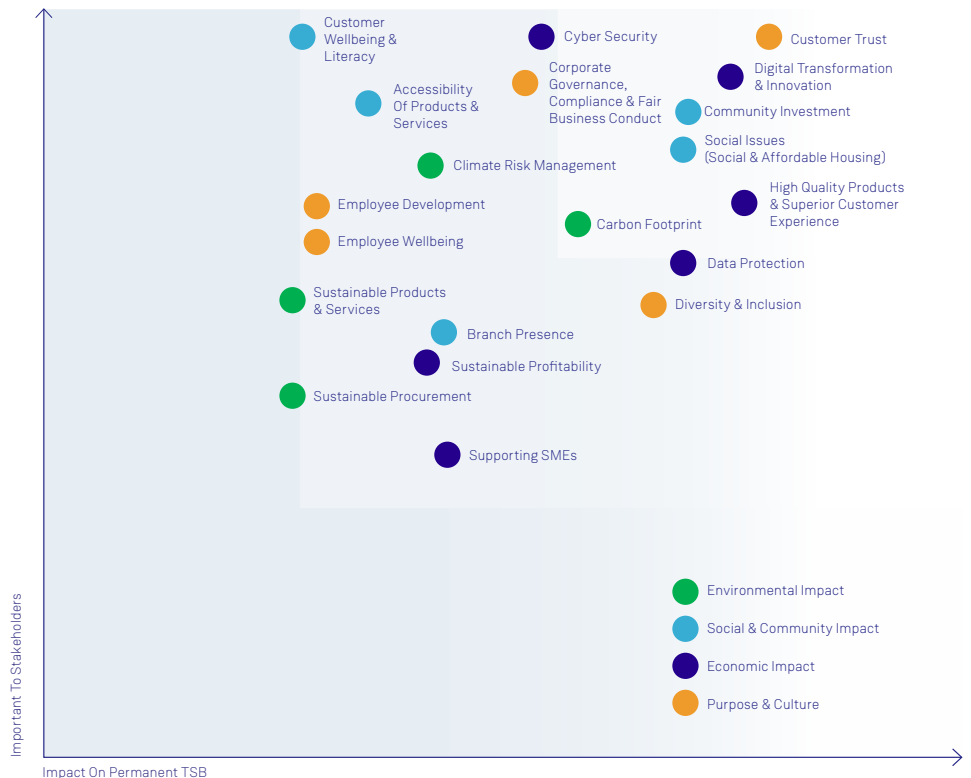 Customer
Wellbeing &
Literacy
Cyber Security
Customer Trust
Corporate
Governance,
Compliance & Fair
Business Conduct
Digital Transformation
& Innovation
Accessibility
Of Products &
Services
Community Investment
Social Issues
(Social & Affordable Housing)
Climate Risk Management
High Quality Products
& Superior Customer
Experience
Employee Development
Carbon Footprint
Employee Wellbeing
Data Protection
Sustainable Products
& Services
Diversity & Inclusion
Branch Presence
Sustainable Profitability
Sustainable Procurement
Supporting SMEs
Environmental Impact
Social & Community Impact
Economic Impact
Purpose & Culture
Important To Stakeholders
Impact On Permanent TSB